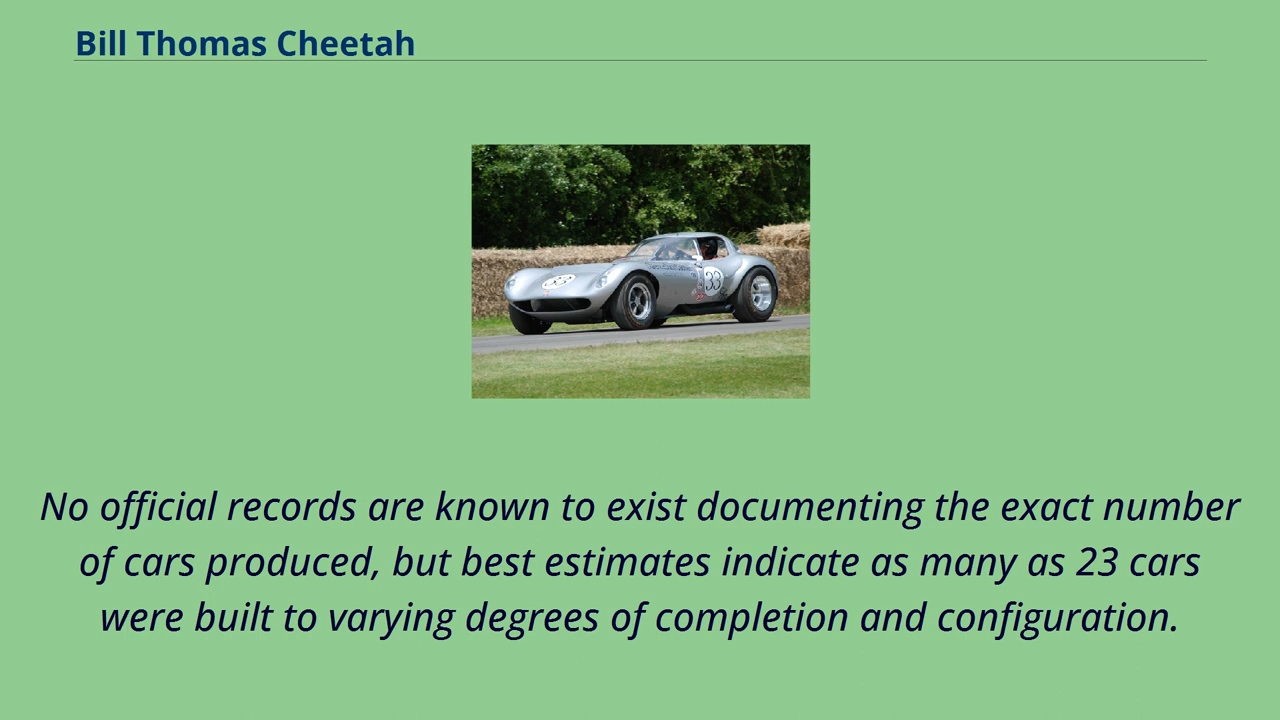 Bill Thomas Cheetah
33
33
No official records are known to exist documenting the exact number
of cars produced, but best estimates indicate as many as 23 cars
were built to varying degrees of completion and configuration.